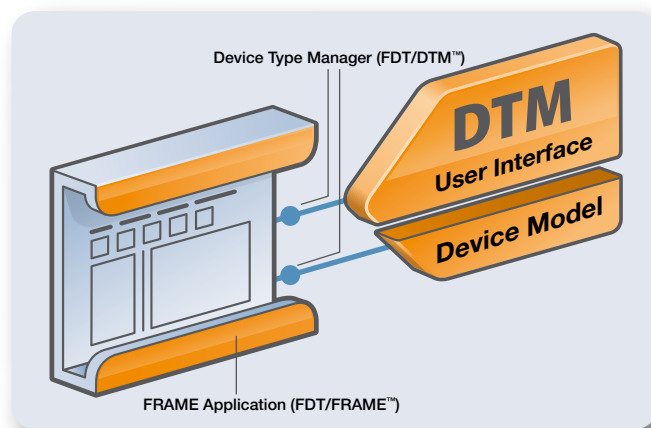 Device Type Manager (FDT/DTM™)
DTM
User Interface
Device Model
FRAME Application (FDT/FRAME™)